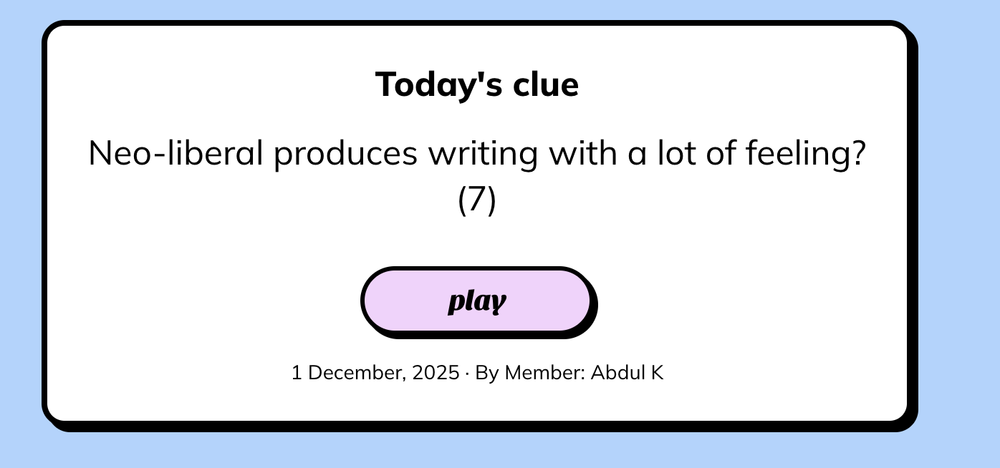 Today's clue
Neo-liberal produces writing with a lot of feeling?
(7)
play
1 December, 2025 · By Member: Abdul K